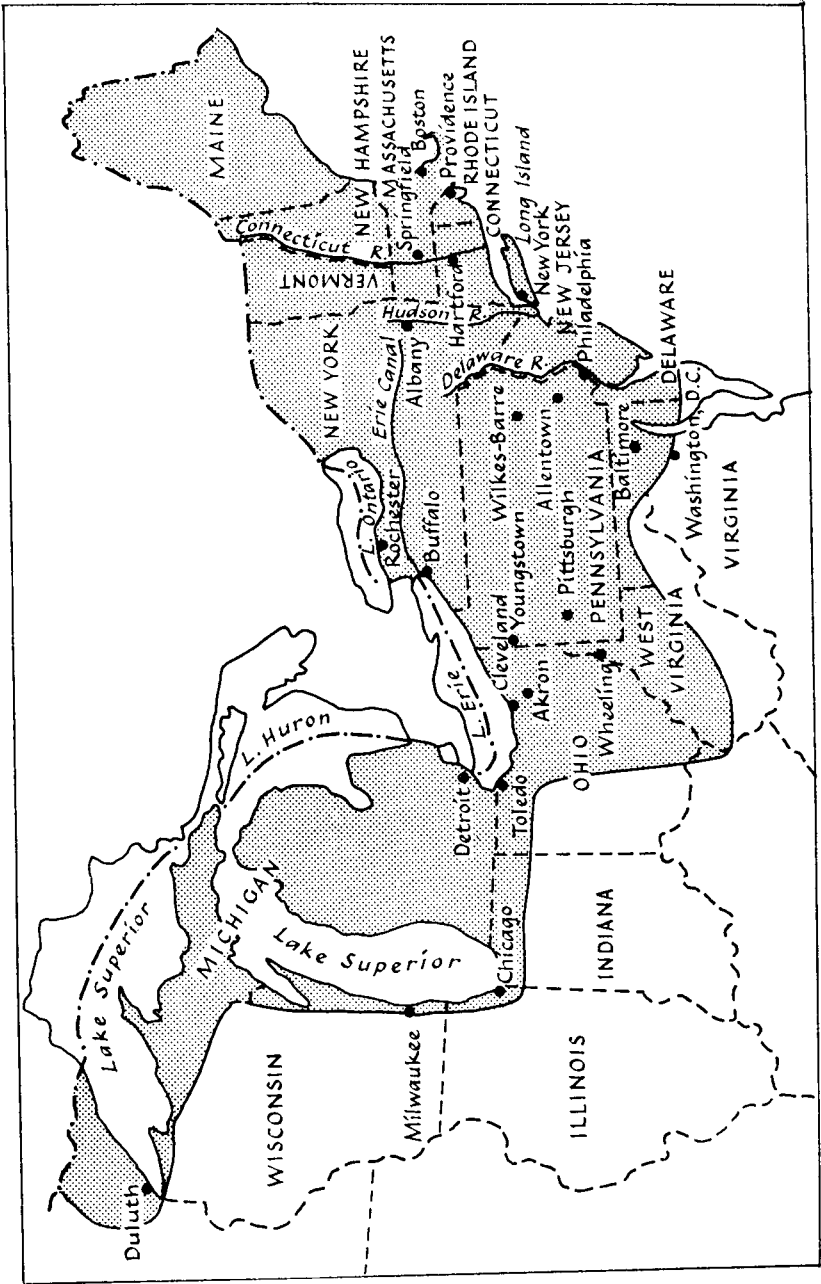 MAINE
NEW HAMPSHIRE
MASSACHUSETTS
Boston
Springfield
Providence
RHODE ISLAND
CONNECTICUT
Connecticut R.
VERMONT
Long Island
New York
NEW JERSEY
Philadelphia
Hartford
Hudson R.
NEW YORK
Erie Canal
Albany
Delaware R.
DELAWARE
L. Ontario
Rochester
Buffalo
Wilkes-Barre
Allentown
PENNSYLVANIA
Baltimore
Washington, D.C.
VIRGINIA
Youngstown
Pittsburgh
Cleveland
L. Erie
Akron
Wheeling
WEST
VIRGINIA
L. Huron
Detroit
Toledo
OHIO
Lake Superior
MICHIGAN
Lake Superior
Chicago
INDIANA
Duluth
WISCONSIN
Milwaukee
ILLINOIS